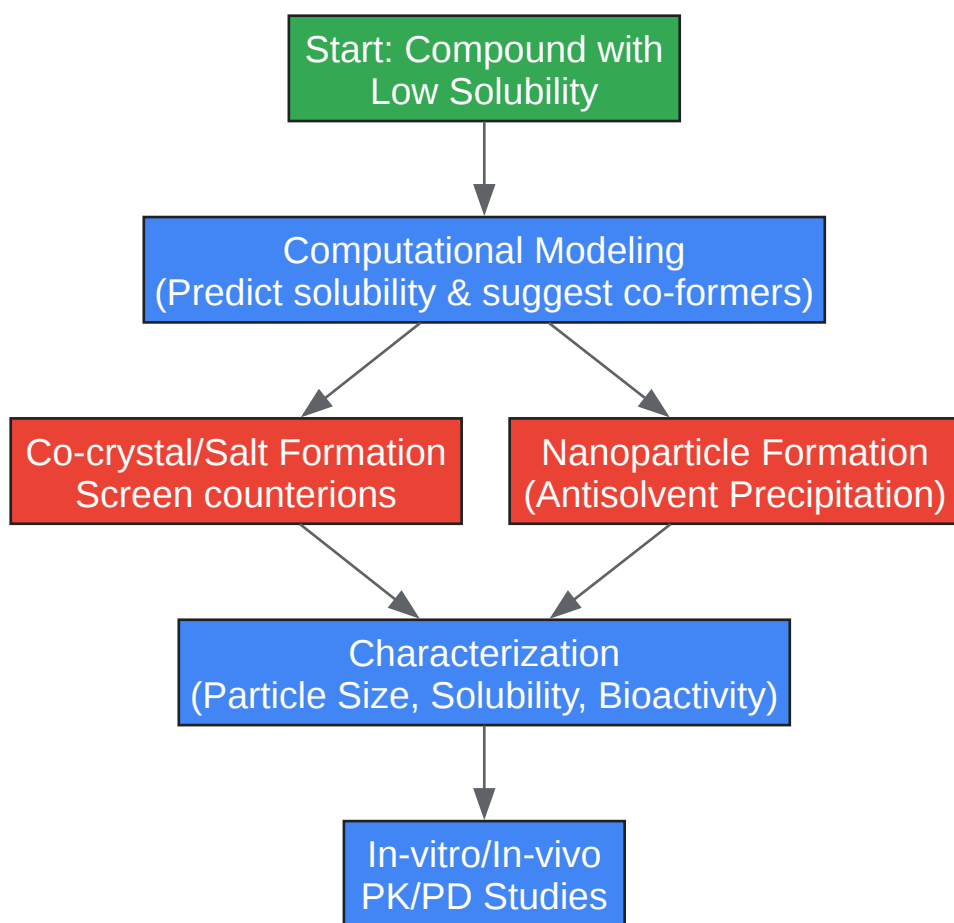 Start: Compound with
Low Solubility
Computational Modeling
(Predict solubility & suggest co-formers)
Co-crystal/Salt Formation
Screen counterions
Nanoparticle Formation
(Antisolvent Precipitation)
Characterization
(Particle Size, Solubility, Bioactivity)
In-vitro/In-vivo
PK/PD Studies